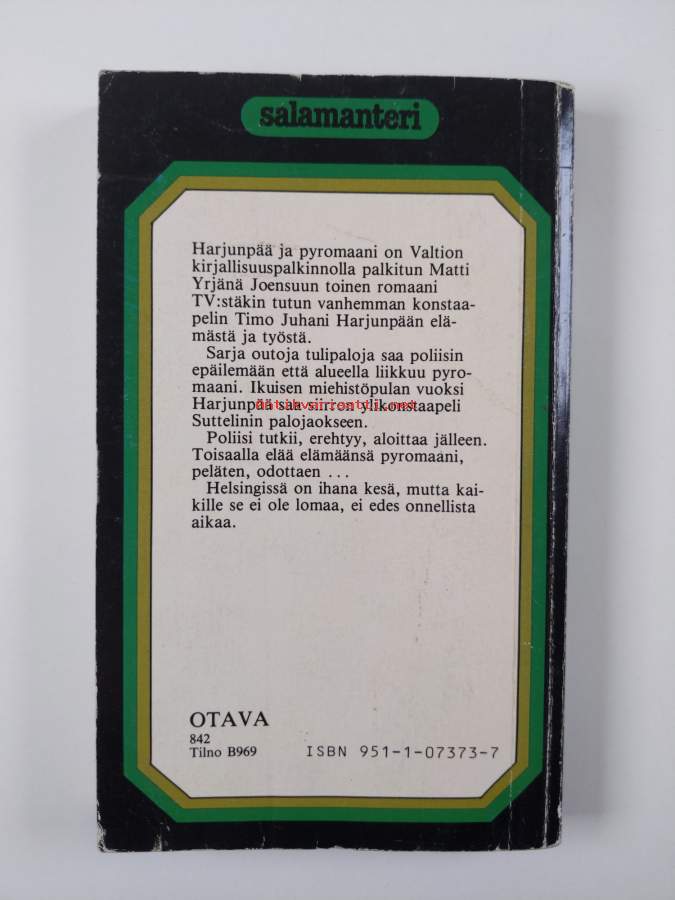 salamanteri
Harjunpää ja pyromaani on Valtion
kirjallisuuspalkinnolla palkitun Matti
Yrjänä Joensuun toinen romaani
TV:stäkin tutun vanhemman konstaa-
pelin Timo Juhani Harjunpään elä-
mästä ja työstä.
Sarja outoja tulipaloja saa poliisin
epäilemään että alueella liikkuu pyro-
maani. Ikuisen miehistöpulan vuoksi
Harjunpää saa siirron ylikonstaapeli
antikvariaatti.net
Suttelinin palojaokseen.
Poliisi tutkii, erehtyy, aloittaa jälleen.
Toisaalla elää elämäänsä pyromaani,
peläten, odottaen ...
Helsingissä on ihana kesä, mutta kai-
kille se ei ole lomaa, ei edes onnellista
aikaa.
OTAVA
842
Tilno B969
ISBN 951-1-07373-7